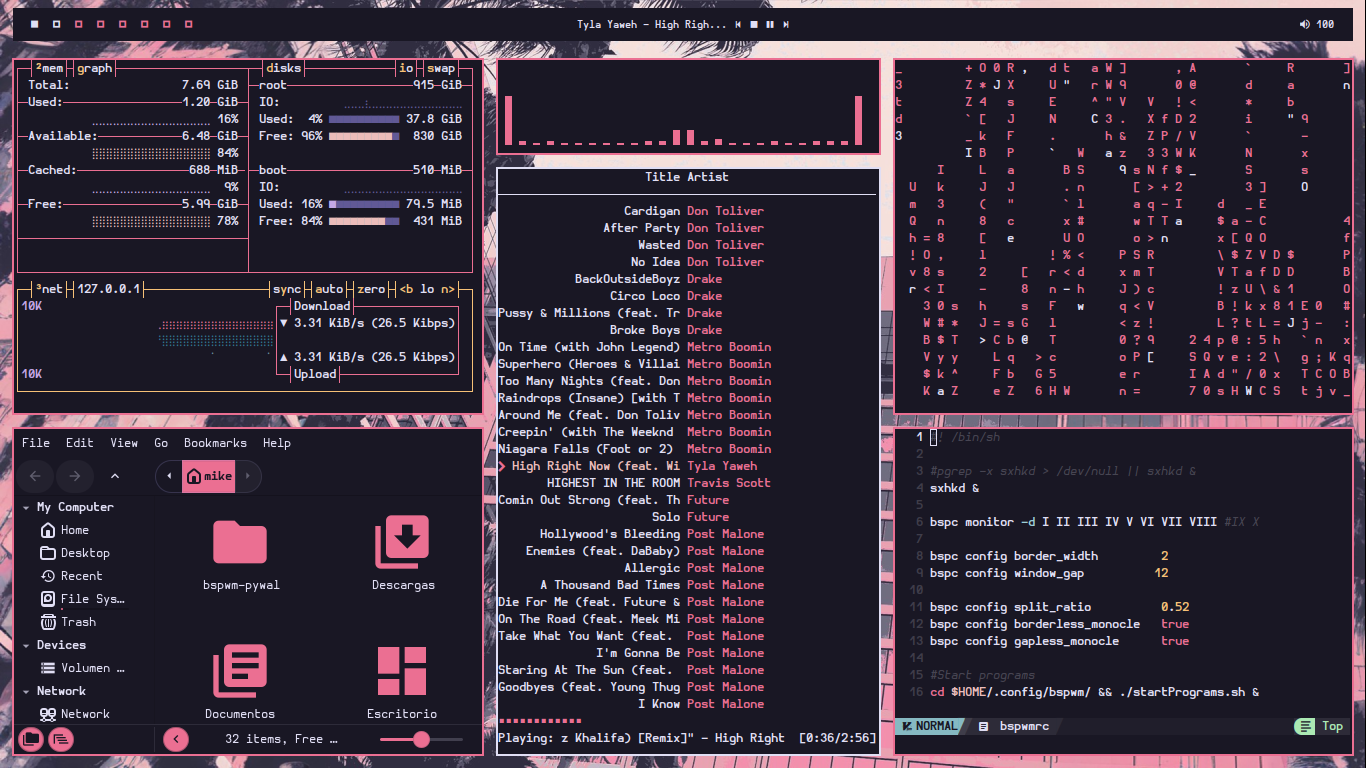 Tyla Yaweh - High Righ...
100
²mem graph disks io swap
Total: 7.69 GiB root 915 GiB
Used: 1.20 GiB IO:
16% Used: 4% 37.8 GiB
Available: 6.48 GiB Free: 96% 830 GiB
84%
Cached: 688 MiB boot 510 MiB
9% IO:
Free: 5.99 GiB Used: 16% 79.5 MiB
78% Free: 84% 431 MiB
³net 127.0.0.1 sync auto zero <b lo n>
10K
Download
▼ 3.31 KiB/s (26.5 Kibps)
▲ 3.31 KiB/s (26.5 Kibps)
10K
Upload
File Edit View Go Bookmarks Help
mike
My Computer
Home
Desktop
Recent
File Sys…
Trash
Devices
Volumen …
Network
Network
bspwm-pywal
Descargas
Documentos
Escritorio
32 items, Free …
Title Artist
Cardigan Don Toliver
After Party Don Toliver
Wasted Don Toliver
No Idea Don Toliver
BackOutsideBoyz Drake
Circo Loco Drake
Pussy & Millions (feat. Tr Drake
Broke Boys Drake
On Time (with John Legend) Metro Boomin
Superhero (Heroes & Villai Metro Boomin
Too Many Nights (feat. Don Metro Boomin
Raindrops (Insane) [with T Metro Boomin
Around Me (feat. Don Toliv Metro Boomin
Creepin' (with The Weeknd Metro Boomin
Niagara Falls (Foot or 2) Metro Boomin
High Right Now (feat. Wi Tyla Yaweh
HIGHEST IN THE ROOM Travis Scott
Comin Out Strong (feat. Th Future
Solo Future
Hollywood's Bleeding Post Malone
Enemies (feat. DaBaby) Post Malone
Allergic Post Malone
A Thousand Bad Times Post Malone
Die For Me (feat. Future & Post Malone
On The Road (feat. Meek Mi Post Malone
Take What You Want (feat. Post Malone
I'm Gonna Be Post Malone
Staring At The Sun (feat. Post Malone
Goodbyes (feat. Young Thug Post Malone
I Know Post Malone
Playing: z Khalifa) [Remix]" - High Right [0:36/2:56]
1 #! /bin/sh
2
3 #pgrep -x sxhkd > /dev/null || sxhkd &
4 sxhkd &
5
6 bspc monitor -d I II III IV V VI VII VIII #IX X
7
8 bspc config border_width 2
9 bspc config window_gap 12
10
11 bspc config split_ratio 0.52
12 bspc config borderless_monocle true
13 bspc config gapless_monocle true
14
15 #Start programs
16 cd $HOME/.config/bspwm/ && ./startPrograms.sh &
NORMAL bspwmrc Top